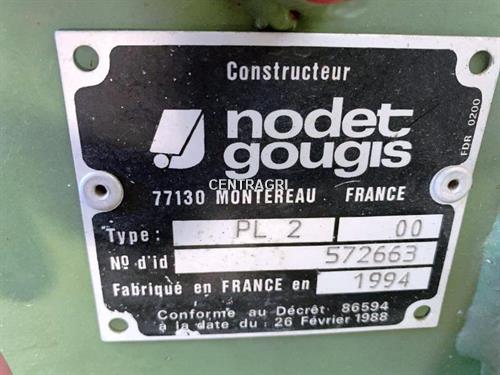 Constructeur
nodet
gougis
CENTRAGRI
77130 MONTEREAU FRANCE
FDR 0200
Type: PL 2 00
Nº d'id 572663
Fabriqué en FRANCE en 1994
Conforme au Décret 86594
à la date du : 26 Février 1988